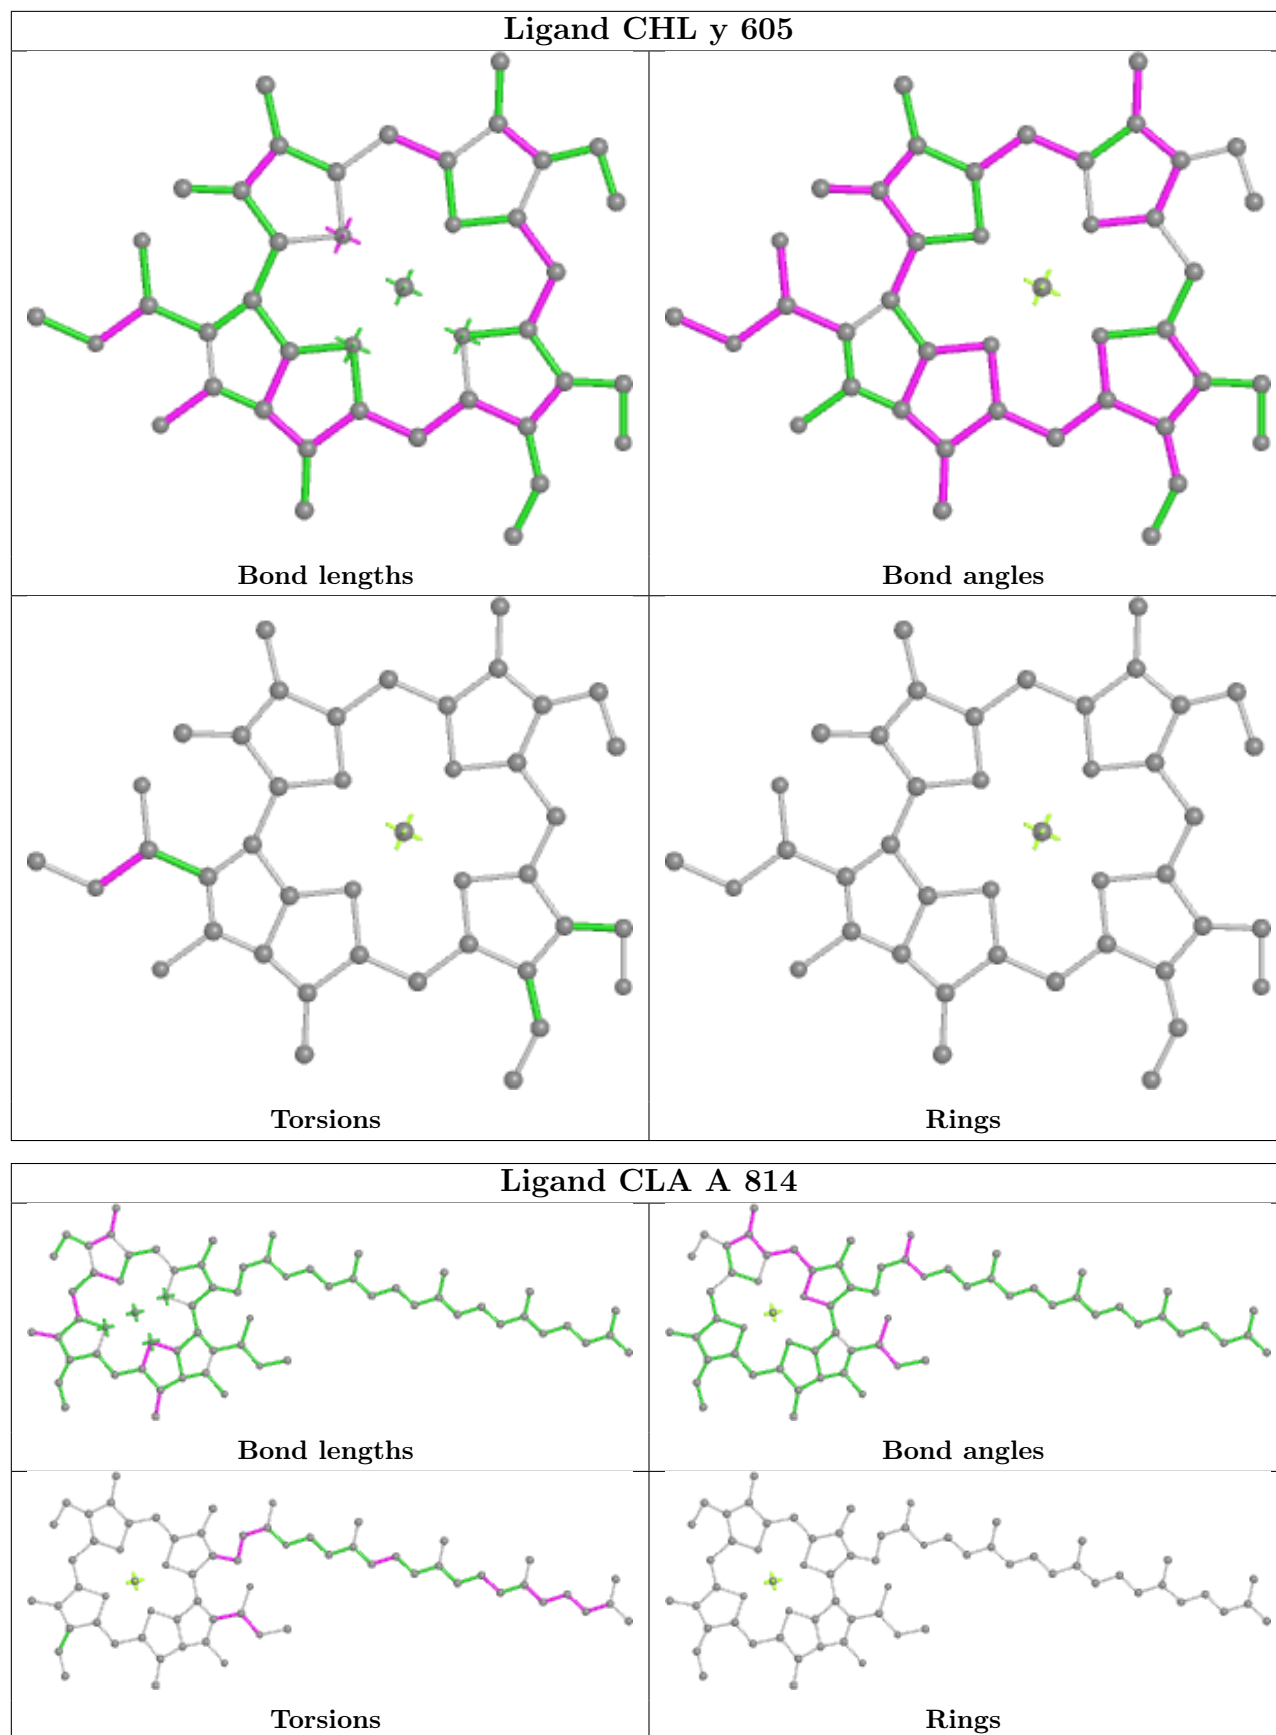 Ligand CHL y 605
Bond lengths
Bond angles
Torsions
Rings
Ligand CLA A 814
Bond lengths
Bond angles
Torsions
Rings